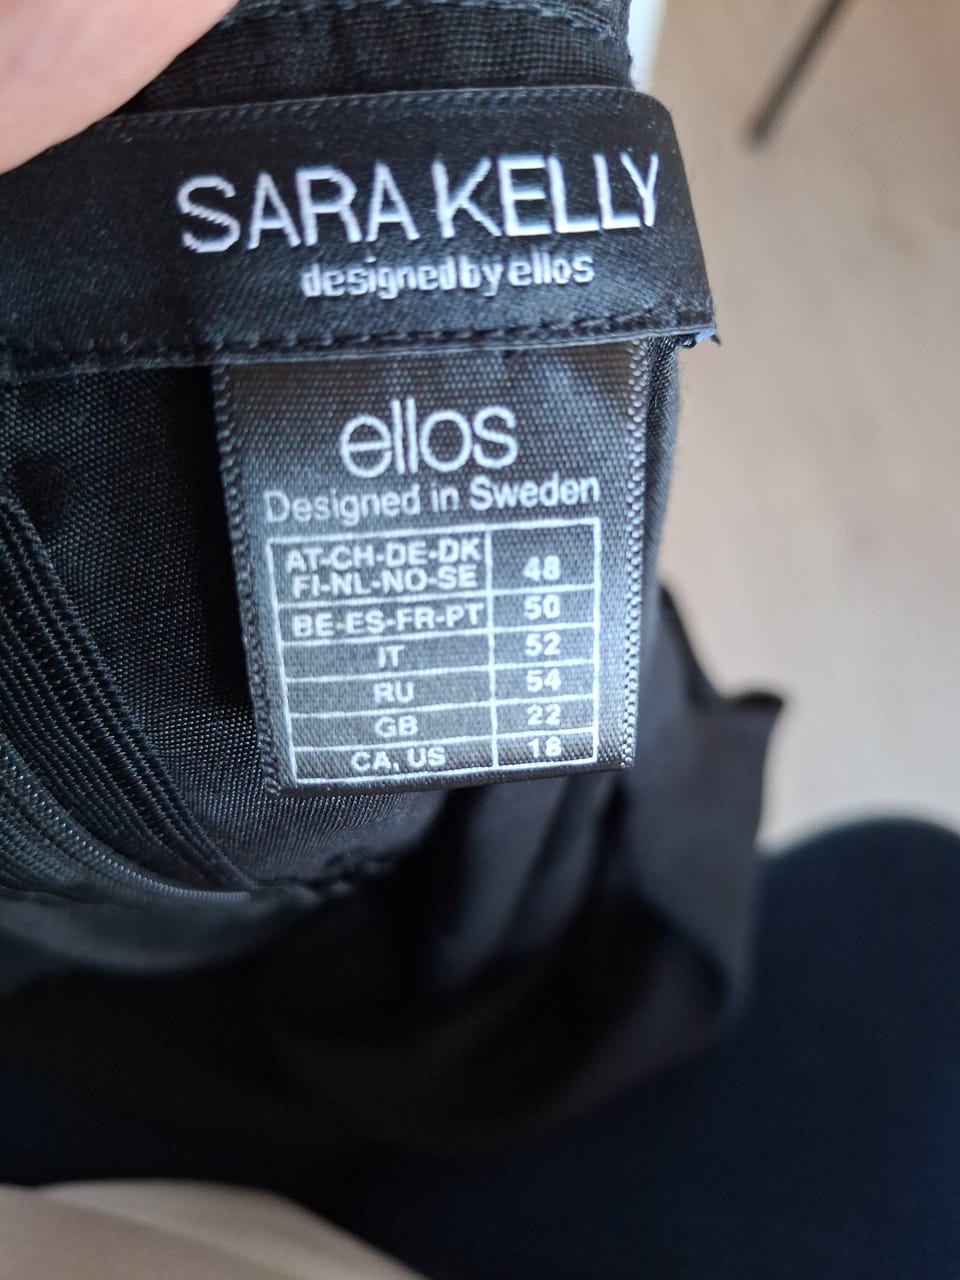 SARA KELLY
designed by ellos
ellos
Designed in Sweden
AT-CH-DE-DK
FI-NL-NO-SE 48
BE-ES-FR-PT 50
IT 52
RU 54
GB 22
CA, US 18